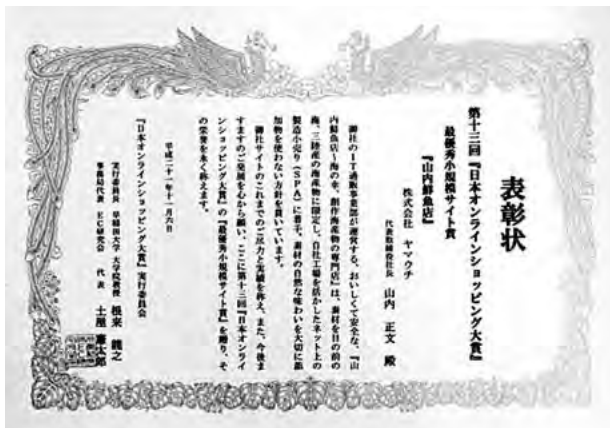 表彰状
第十三回『日本オンラインショッピング大賞』
最優秀小規模サイト賞
『山内鮮魚店』
株式会社 ヤマウチ
代表取締役社長 山内 正文 殿
御社のIT通販事業部が運営する、おいしくて安全な、『山
内鮮魚店~海の幸、創作海産物の専門店』は、素材を目の前の
海、三陸産の海産物に限定し、自社工場を活かしたネット上の
製造小売り(SPA)に着手、素材の自然な味わいを大切に添
加物を使わない方針を貫いています。
御社サイトのこれまでのご尽力と実績を称え、また、今後ま
すますのご発展を心から願い、ここに第十三回『日本オンライ
ンショッピング大賞』の『最優秀小規模サイト賞』を贈り、そ
の栄誉を永く称えます。
平成二十一年十一月六日
『日本オンラインショッピング大賞』実行委員会
実行委員長 早稲田大学 大学院教授 根来 龍之
事務局代表 EC研究会 代表 土屋 憲太郎